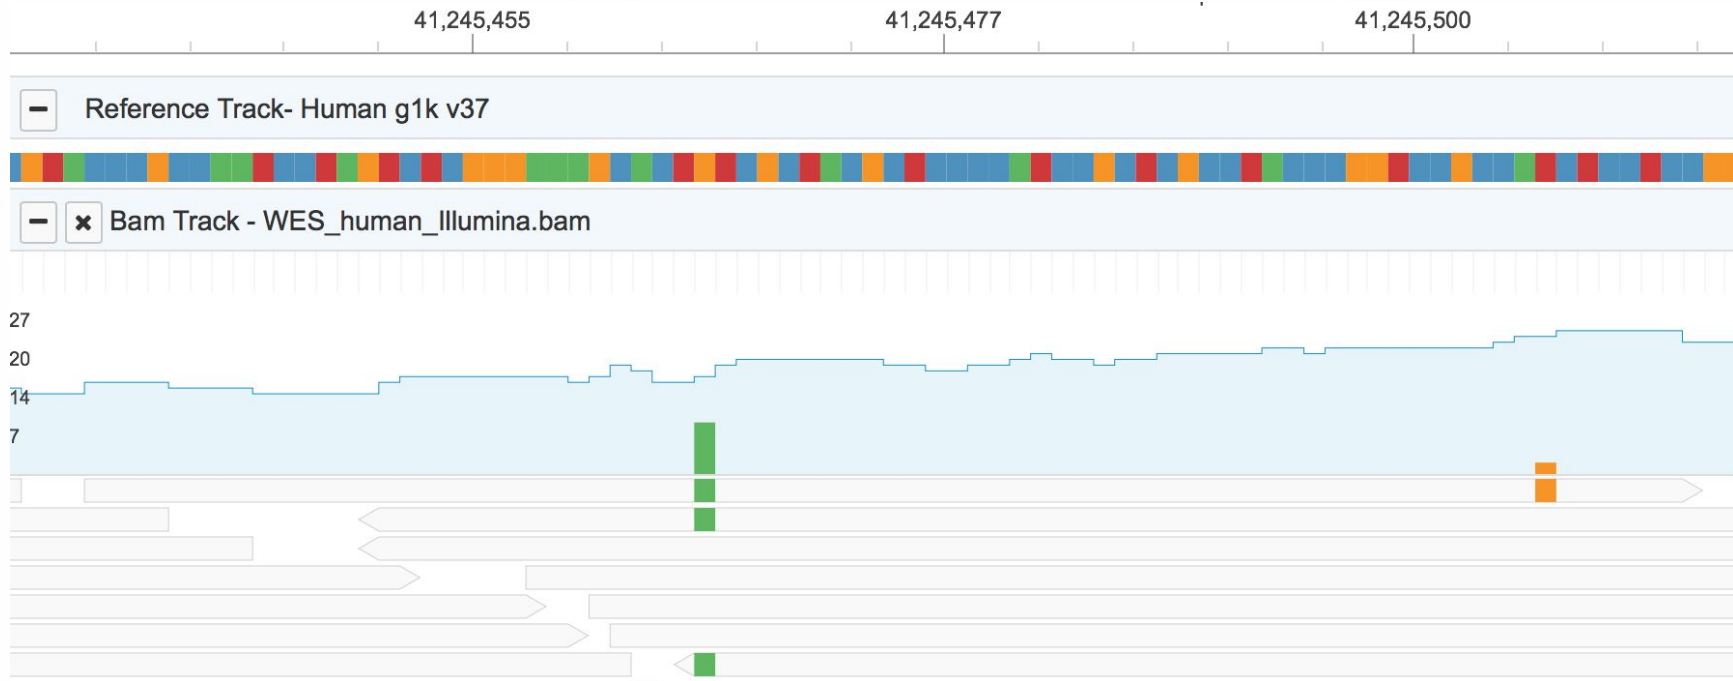 41,245,455 41,245,477 41,245,500
Reference Track- Human g1k v37
Bam Track - WES_human_Illumina.bam
27
20
14
7